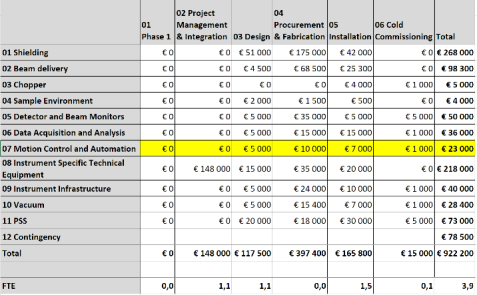 01 Phase 1 02 Project Management & Integration 03 Design 04 Procurement & Fabrication 05 Installation 06 Cold Commissioning Total
01 Shielding € 0 € 0 € 51 000 € 175 000 € 42 000 € 0 € 268 000
02 Beam delivery € 0 € 0 € 4 500 € 68 500 € 25 300 € 0 € 98 300
03 Chopper € 0 € 0 € 0 € 0 € 4 000 € 1 000 € 5 000
04 Sample Environment € 0 € 0 € 2 000 € 1 500 € 500 € 0 € 4 000
05 Detector and Beam Monitors € 0 € 0 € 5 000 € 35 000 € 5 000 € 5 000 € 50 000
06 Data Acquisition and Analysis € 0 € 0 € 5 000 € 15 000 € 15 000 € 1 000 € 36 000
07 Motion Control and Automation € 0 € 0 € 5 000 € 10 000 € 7 000 € 1 000 € 23 000
08 Instrument Specific Technical Equipment € 0 € 148 000 € 15 000 € 35 000 € 20 000 € 0 € 218 000
09 Instrument Infrastructure € 0 € 0 € 5 000 € 24 000 € 10 000 € 1 000 € 40 000
10 Vacuum € 0 € 0 € 5 000 € 15 400 € 7 000 € 1 000 € 28 400
11 PSS € 0 € 0 € 20 000 € 18 000 € 30 000 € 5 000 € 73 000
12 Contingency € 78 500
Total € 0 € 148 000 € 117 500 € 397 400 € 165 800 € 15 000 € 922 200
FTE 0,0 1,1 1,1 0,0 1,5 0,1 3,9